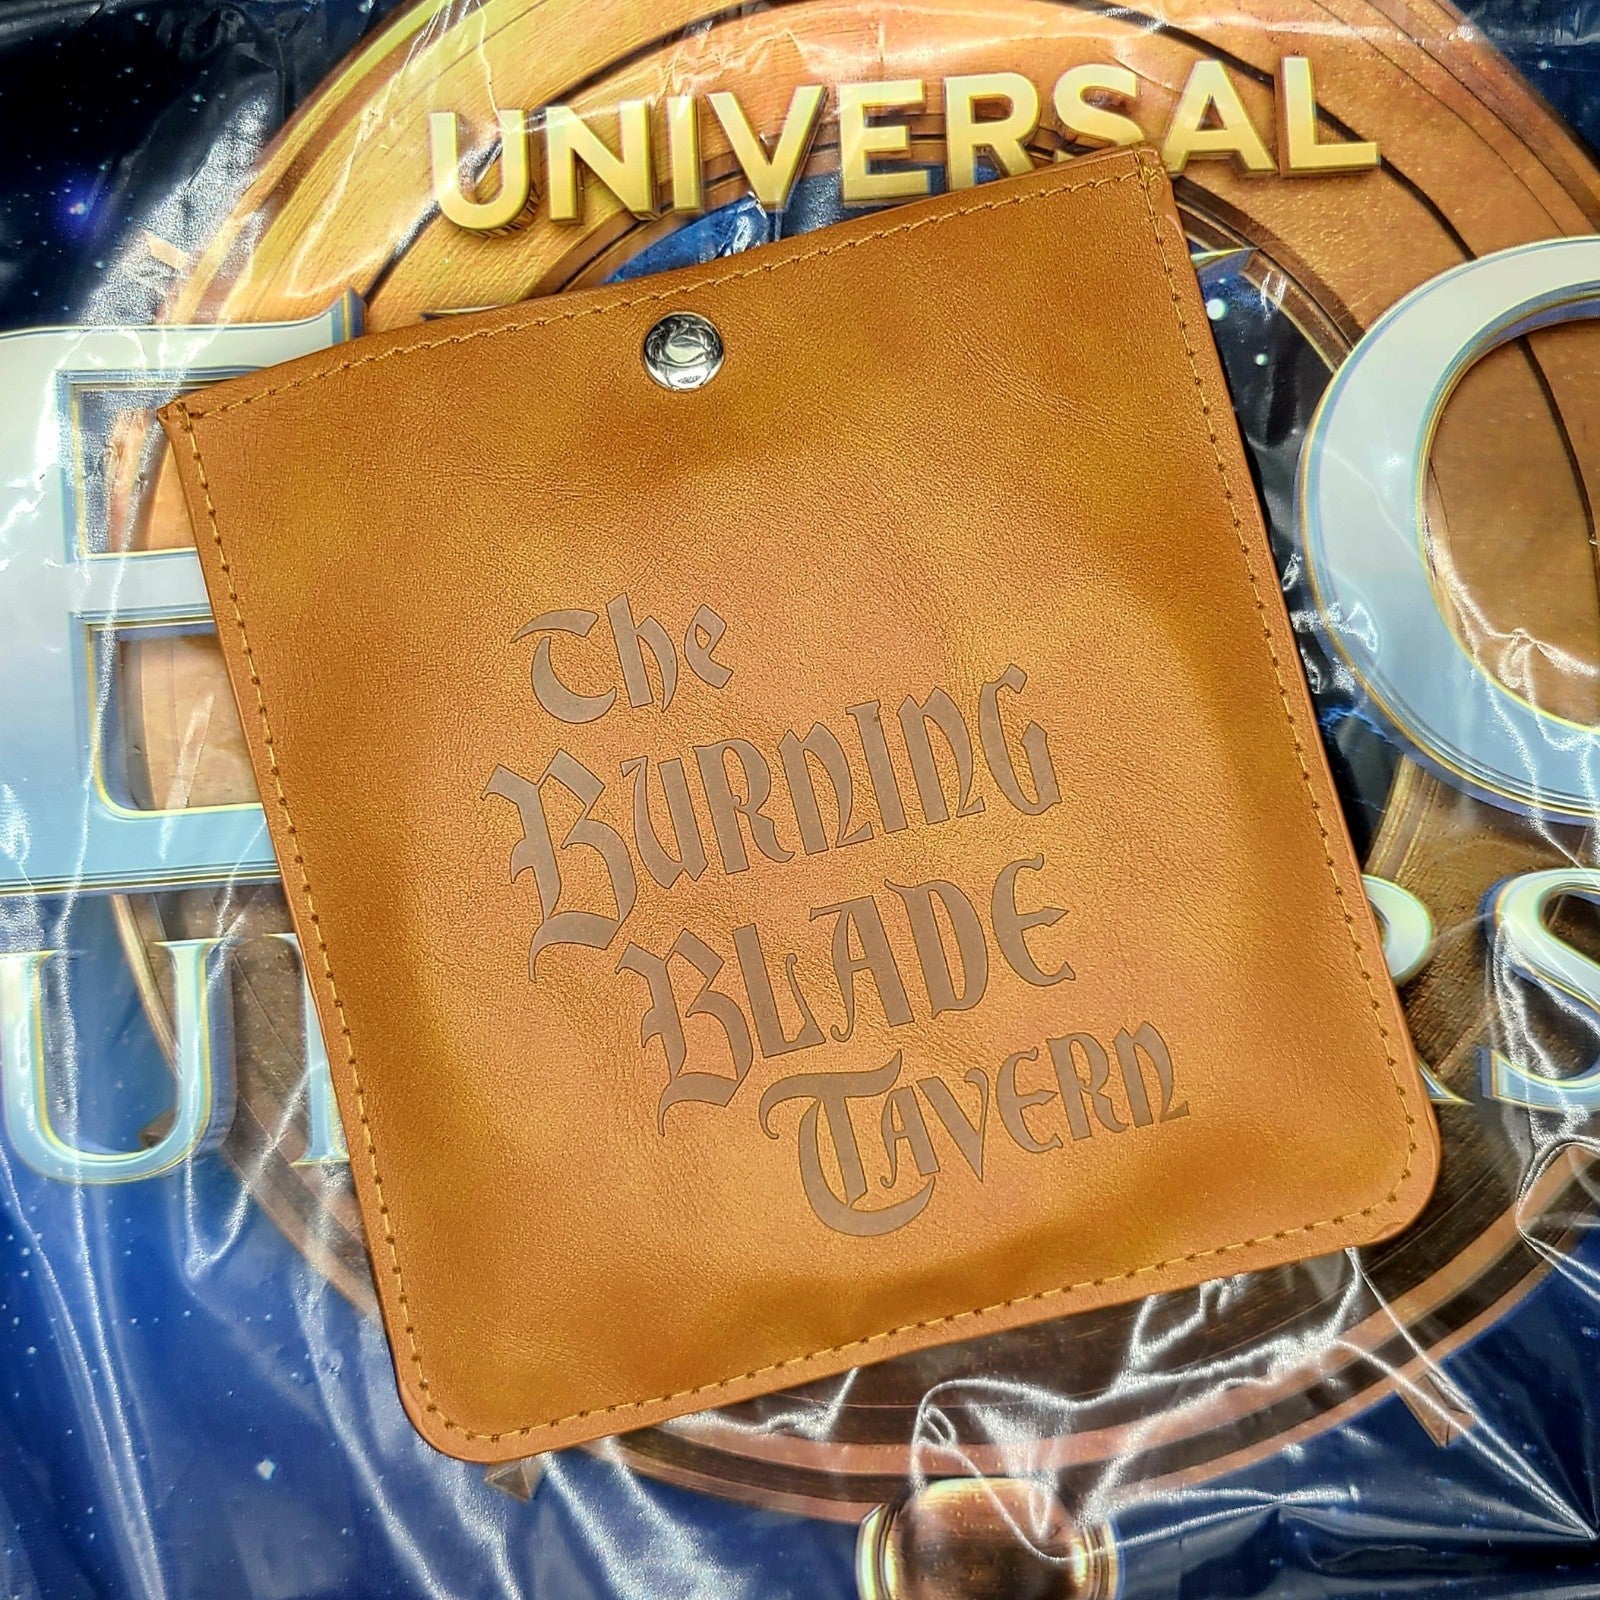 UNIVERSAL
The
BURNING
BLADE
TAVERN